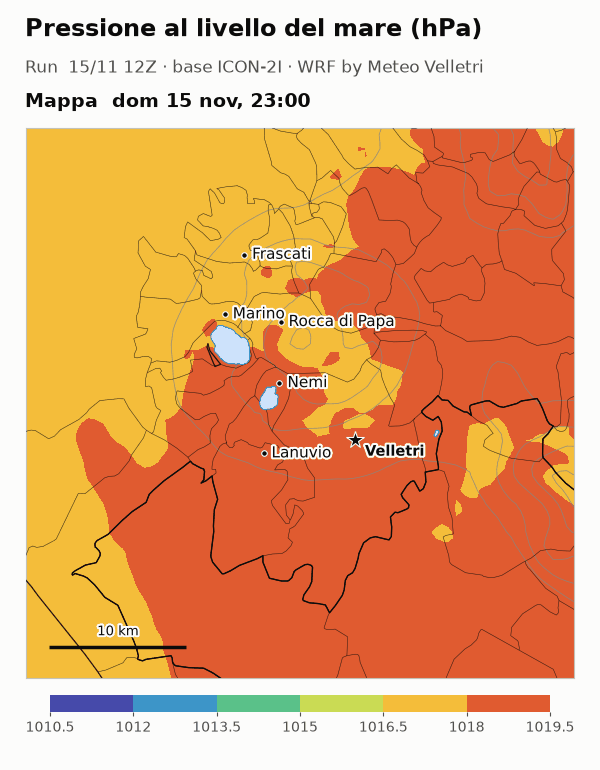 Pressione al livello del mare (hPa)
Run  15/11 12Z · base ICON-2I · WRF by Meteo Velletri
Mappa  dom 15 nov, 23:00
Frascati
Marino
Rocca di Papa
Nemi
Velletri
Lanuvio
10 km
1010.5 1012 1013.5 1015 1016.5 1018 1019.5